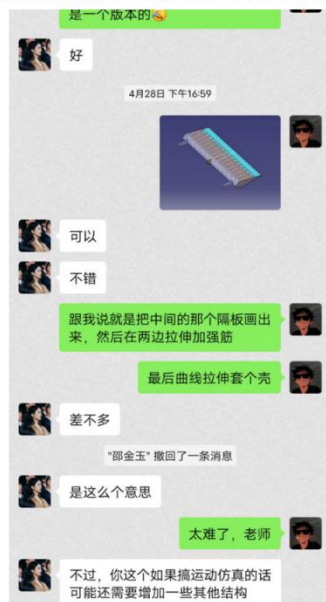 是一个版本的
好
4月28日 下午16:59
可以
不错
跟我说就是把中间的那个隔板画出
来，然后在两边拉伸加强筋
最后曲线拉伸套个壳
差不多
"邵金玉" 撤回了一条消息
是这么个意思
太难了，老师
不过，你这个如果搞运动仿真的话
可能还需要增加一些其他结构